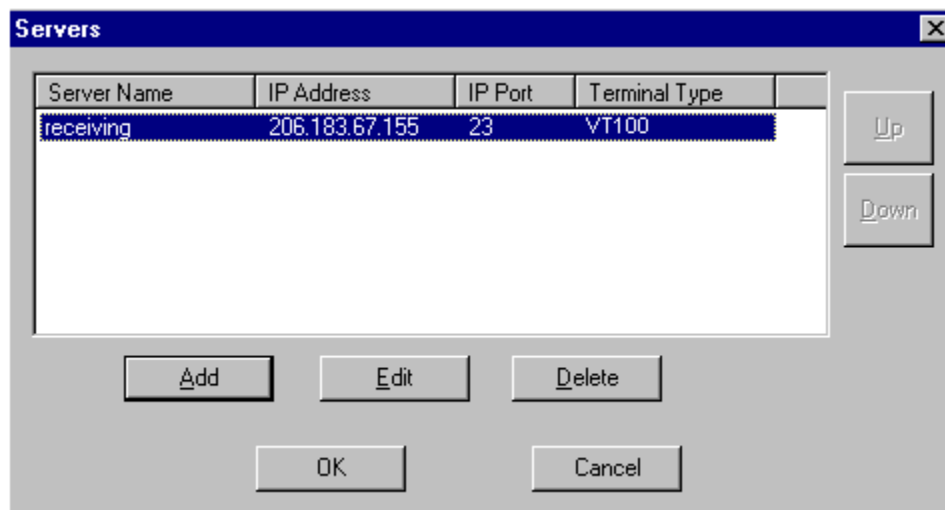 Servers
Server Name IP Address IP Port Terminal Type
receiving 206.183.67.155 23 VT100
Up
Down
Add Edit Delete
OK Cancel